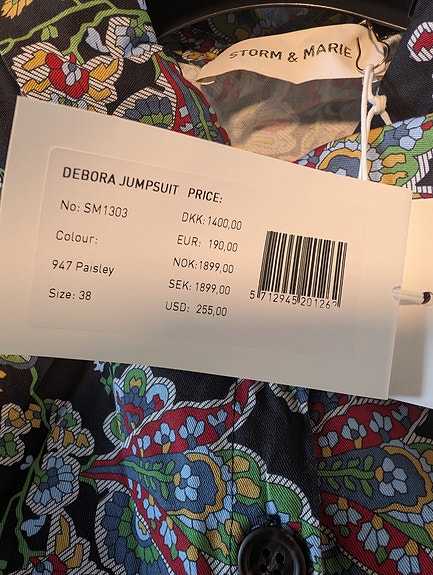 STORM & MARIE
DEBORA JUMPSUIT PRICE:
No: SM1303
Colour:
947 Paisley
Size: 38
DKK: 1400,00
EUR: 190,00
NOK: 1899,00
SEK: 1899,00
USD: 255,00